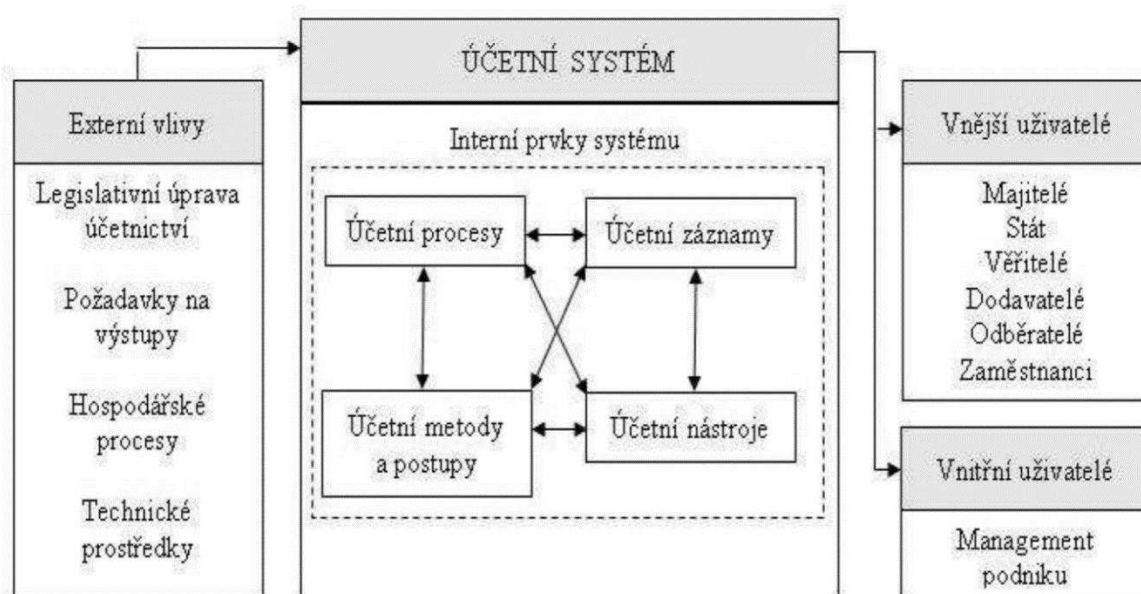 ÚČETNÍ SYSTÉM
Externí vlivy
Legislativní úprava
účetnictví
Požadavky na
výstupy
Hospodářské
procesy
Technické
prostředky
Interní prvky systému
Účetní procesy
Účetní záznamy
Účetní metody
a postupy
Účetní nástroje
Vnější uživatelé
Majitelé
Stát
Věřitelé
Dodavatelé
Odběratelé
Zaměstnanci
Vnitřní uživatelé
Management
podniku